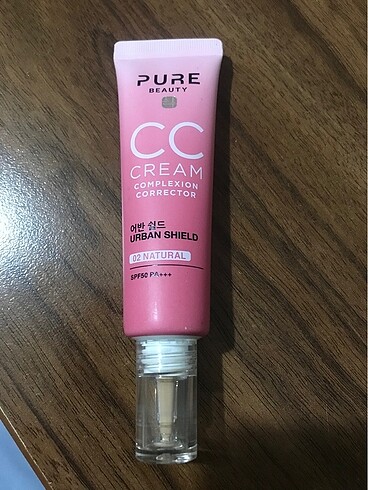 PURE
BEAUTY
CC
CREAM
COMPLEXION
CORRECTOR
어반 쉴드
URBAN SHIELD
02 NATURAL
SPF50 PA+++